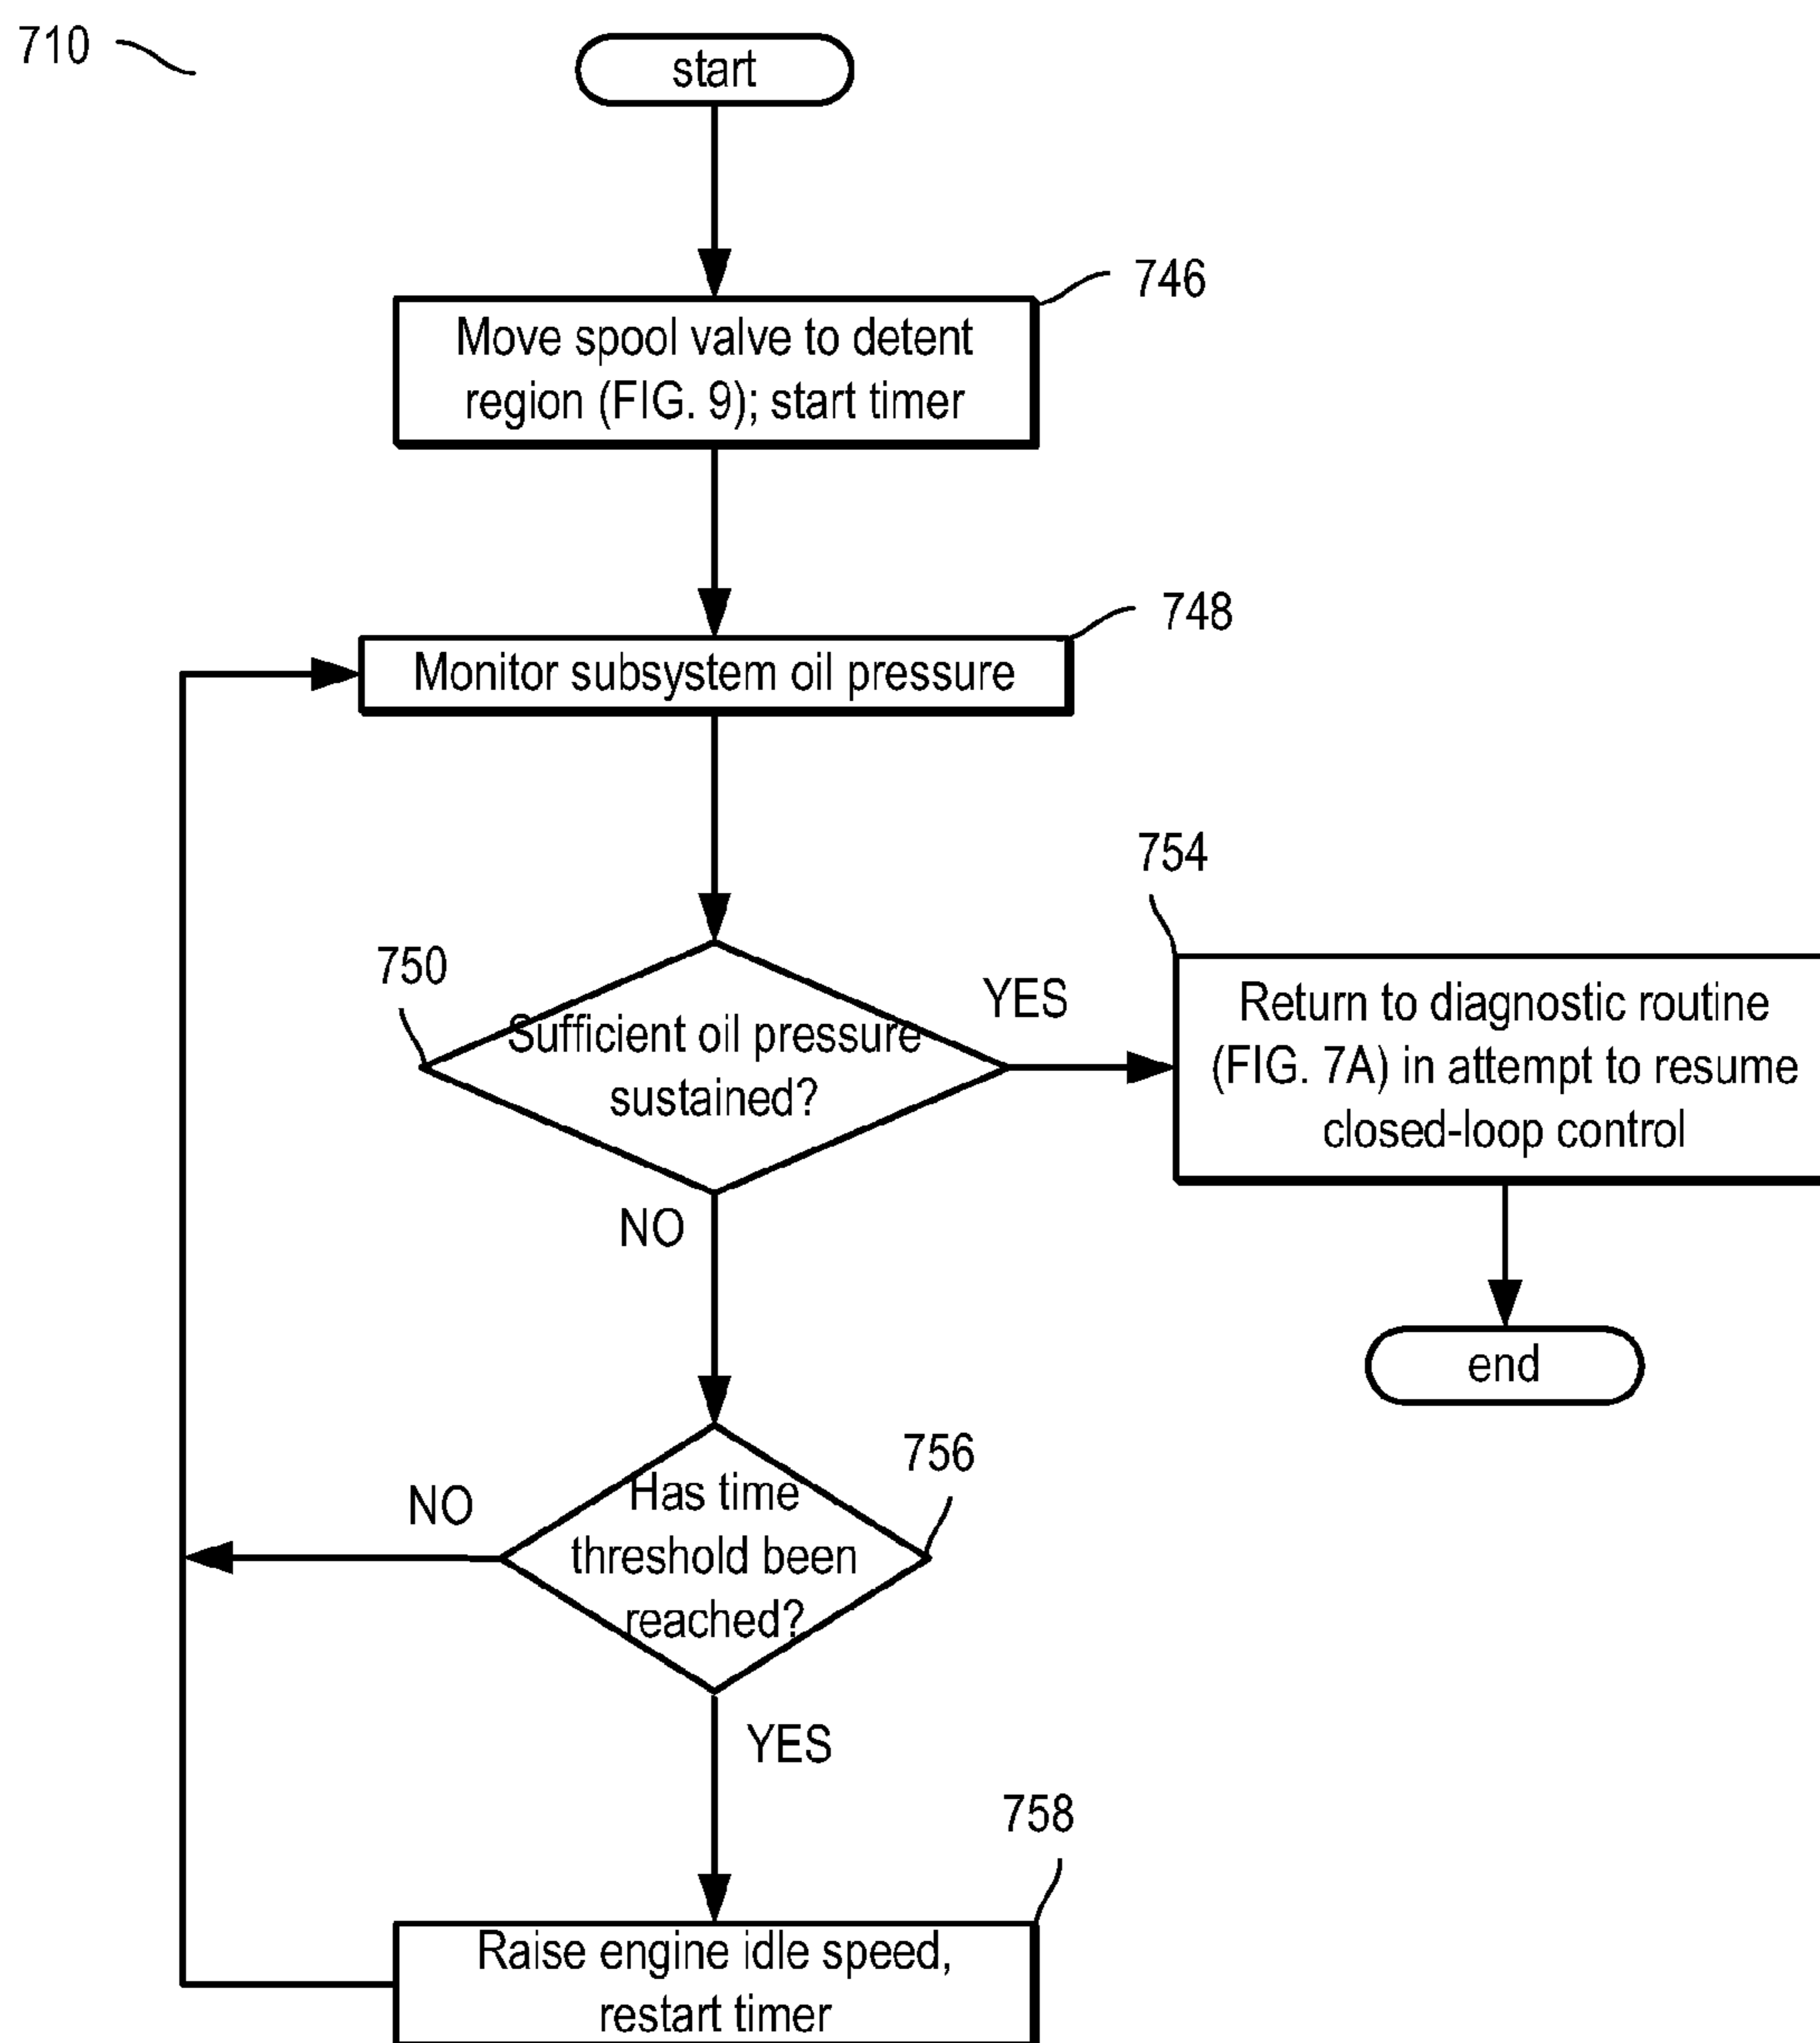 710
start
746
Move spool valve to detent
region (FIG. 9); start timer
748
Monitor subsystem oil pressure
750
Sufficient oil pressure
sustained?
YES
754
Return to diagnostic routine
(FIG. 7A) in attempt to resume
closed-loop control
end
NO
756
Has time
threshold been
reached?
NO
YES
758
Raise engine idle speed,
restart timer